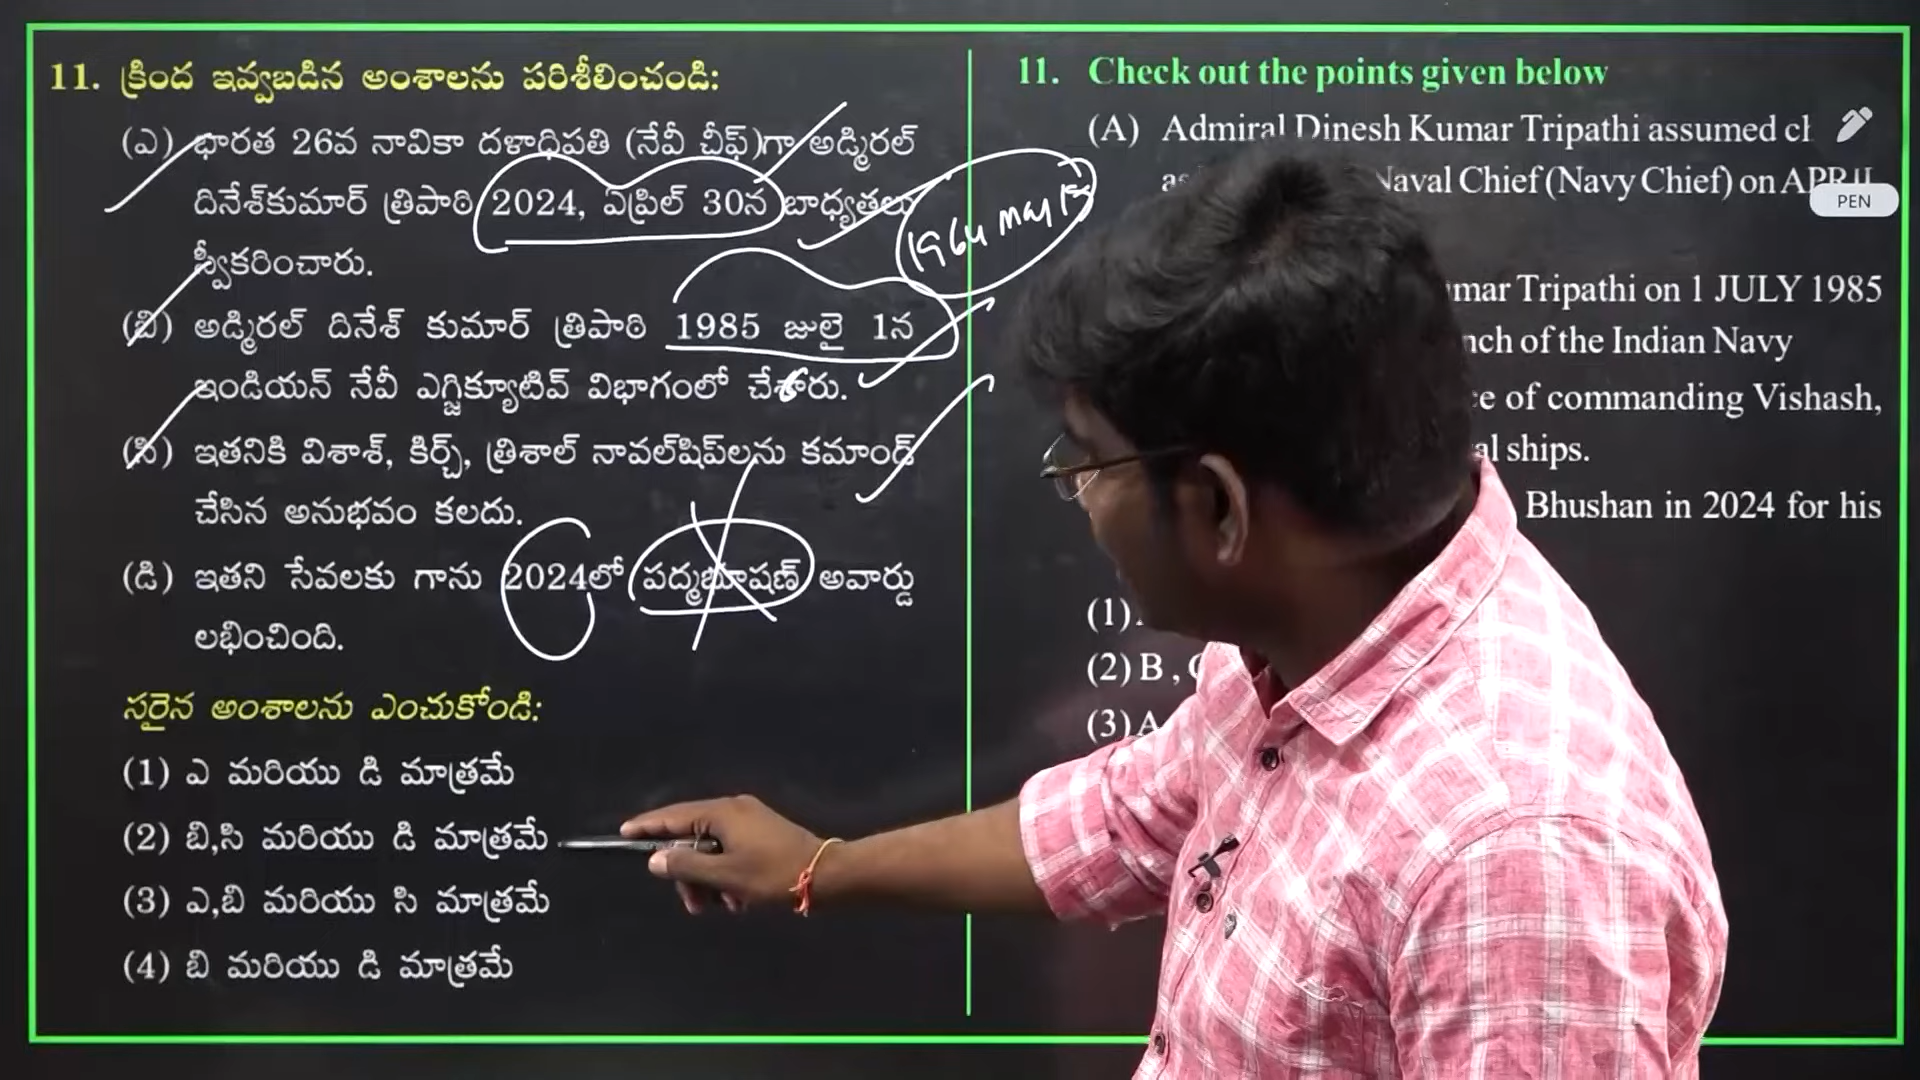 11. క్రింద ఇవ్వబడిన అంశాలను పరిశీలించండి:
(ఎ) భారత 26వ నావికా దళాధిపతి (నేవీ చీఫ్)గా అడ్మిరల్
దినేశ్‌కుమార్ త్రిపాఠి 2024, ఏప్రిల్ 30న బాధ్యతలు
స్వీకరించారు.
(బి) అడ్మిరల్ దినేశ్ కుమార్ త్రిపాఠి 1985 జులై 1న
ఇండియన్ నేవీ ఎగ్జిక్యూటివ్ విభాగంలో చేశారు.
(సి) ఇతనికి విశాశ్, కిర్చ్, త్రిశాల్ నావల్‌షిప్‌లను కమాండ్
చేసిన అనుభవం కలదు.
(డి) ఇతని సేవలకు గాను 2024లో పద్మభూషణ్ అవార్డు
లభించింది.
సరైన అంశాలను ఎంచుకోండి:
(1) ఎ మరియు డి మాత్రమే
(2) బి,సి మరియు డి మాత్రమే
(3) ఎ,బి మరియు సి మాత్రమే
(4) బి మరియు డి మాత్రమే
1964 May 15
11. Check out the points given below
(A) Admiral Dinesh Kumar Tripathi assumed
Naval Chief (Navy Chief) on APRIL
Tripathi on 1 JULY 1985
of the Indian Navy
of commanding Vishash,
ships.
Bhushan in 2024 for his
(1)
(2) B ,
(3) A
PEN